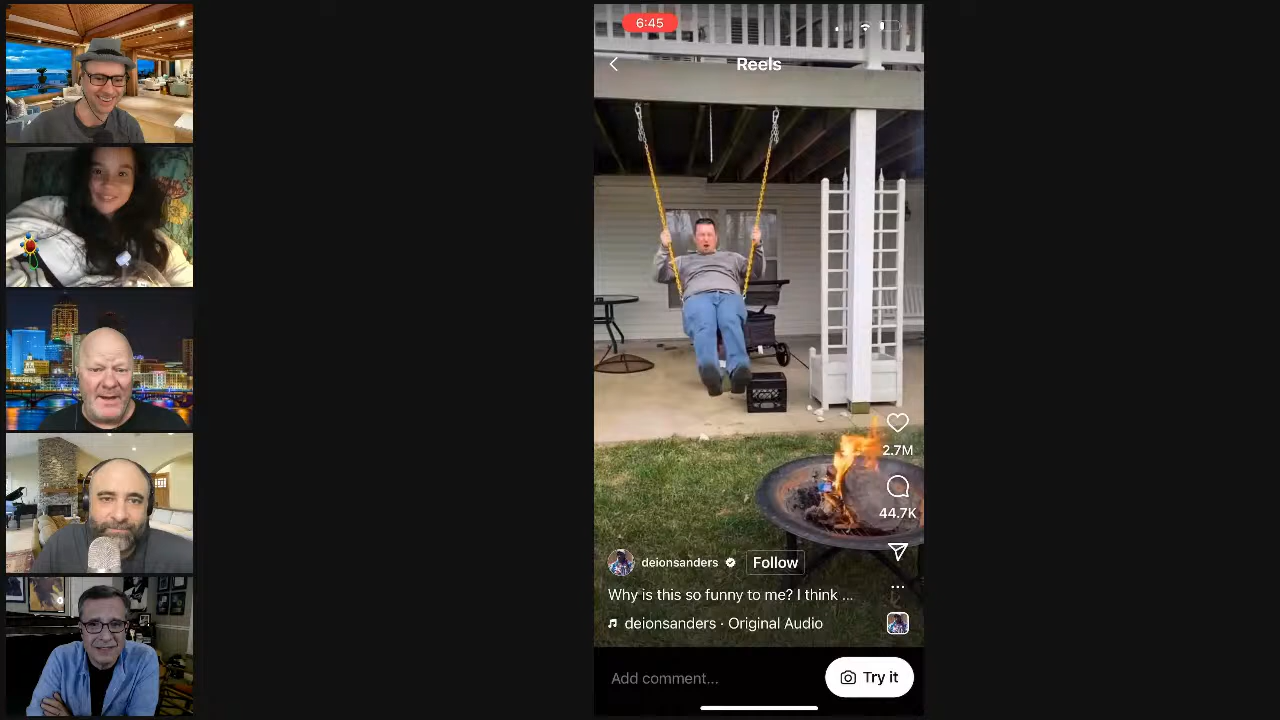 6:45
Reels
2.7M
44.7K
deionsanders
Follow
Why is this so funny to me? I think ...
deionsanders · Original Audio
Add comment...
Try it